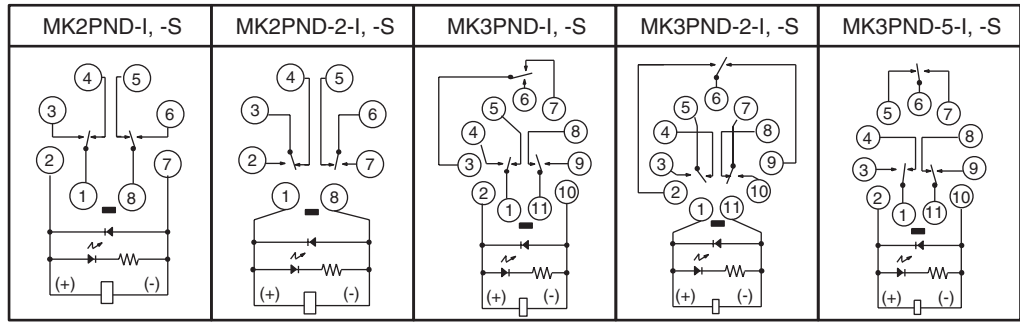 MK2PND-I, -S MK2PND-2-I, -S MK3PND-I, -S MK3PND-2-I, -S MK3PND-5-I, -S
4 5 3 6 2 7 1 8 (+) (-)
4 5 3 6 2 7 1 8 (+) (-)
6 7 5 8 4 3 9 2 10 1 11 (+) (-)
6 5 7 4 8 3 9 2 10 1 11 (+) (-)
5 6 7 4 8 3 9 2 10 1 11 (+) (-)